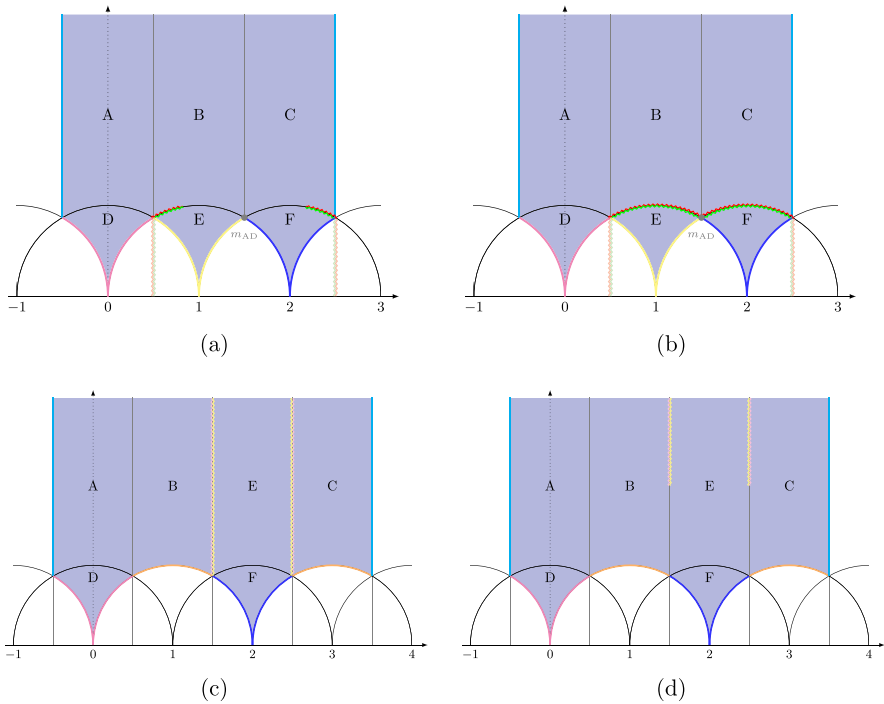 A B C
D E F
m_AD
−1 0 1 2 3
(a)
A B C
D E F
m_AD
−1 0 1 2 3
(b)
A B E C
D F
−1 0 1 2 3 4
(c)
A B E C
D F
−1 0 1 2 3 4
(d)